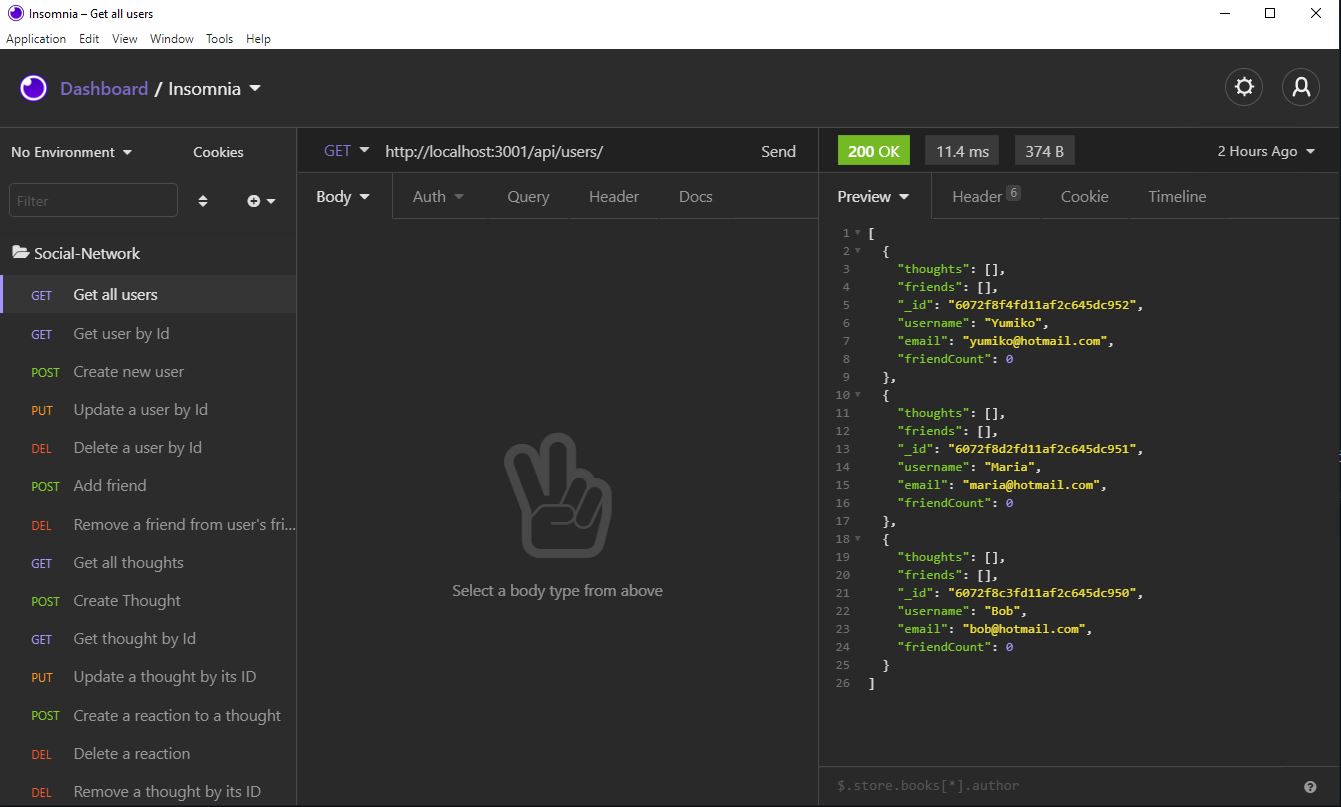 Insomnia – Get all users
Application Edit View Window Tools Help
Dashboard / Insomnia
No Environment Cookies
Filter
Social-Network
GET Get all users
GET Get user by Id
POST Create new user
PUT Update a user by Id
DEL Delete a user by Id
POST Add friend
DEL Remove a friend from user's fri...
GET Get all thoughts
POST Create Thought
GET Get thought by Id
PUT Update a thought by its ID
POST Create a reaction to a thought
DEL Delete a reaction
DEL Remove a thought by its ID
GET http://localhost:3001/api/users/ Send
Body Auth Query Header Docs
Select a body type from above
200 OK 11.4 ms 374 B 2 Hours Ago
Preview Header 6 Cookie Timeline
1 [
2 {
3 "thoughts": [],
4 "friends": [],
5 "_id": "6072f8f4fd11af2c645dc952",
6 "username": "Yumiko",
7 "email": "yumiko@hotmail.com",
8 "friendCount": 0
9 },
10 {
11 "thoughts": [],
12 "friends": [],
13 "_id": "6072f8d2fd11af2c645dc951",
14 "username": "Maria",
15 "email": "maria@hotmail.com",
16 "friendCount": 0
17 },
18 {
19 "thoughts": [],
20 "friends": [],
21 "_id": "6072f8c3fd11af2c645dc950",
22 "username": "Bob",
23 "email": "bob@hotmail.com",
24 "friendCount": 0
25 }
26 ]
$.store.books[*].author